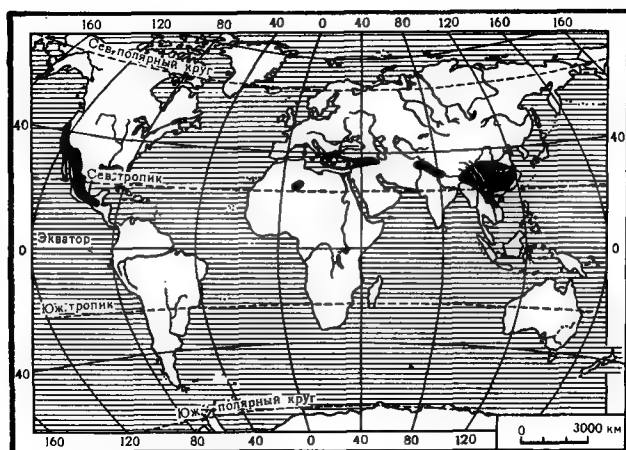 160 120 80 40 0 40 80 120 160 160
Сев. полярный круг
40 40
Сев. тропик
Экватор
0 0
Юж. тропик
40 40
Юж. полярный круг
0 3000 км
160 120 80 40 0 40 80 120